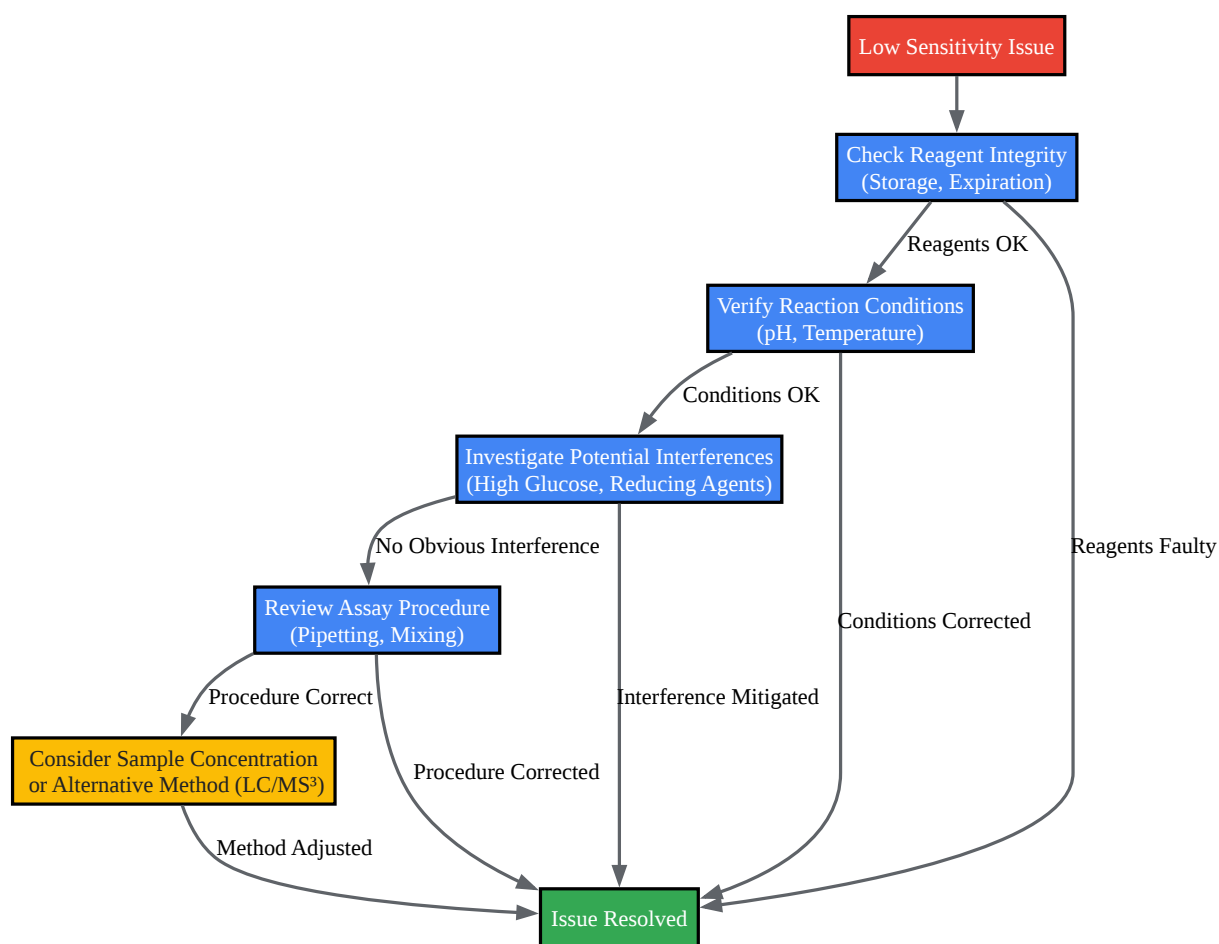 Low Sensitivity Issue
Check Reagent Integrity
(Storage, Expiration)
Reagents OK
Verify Reaction Conditions
(pH, Temperature)
Conditions OK
Investigate Potential Interferences
(High Glucose, Reducing Agents)
No Obvious Interference
Reagents Faulty
Review Assay Procedure
(Pipetting, Mixing)
Conditions Corrected
Procedure Correct
Interference Mitigated
Consider Sample Concentration
or Alternative Method (LC/MS³)
Procedure Corrected
Method Adjusted
Issue Resolved